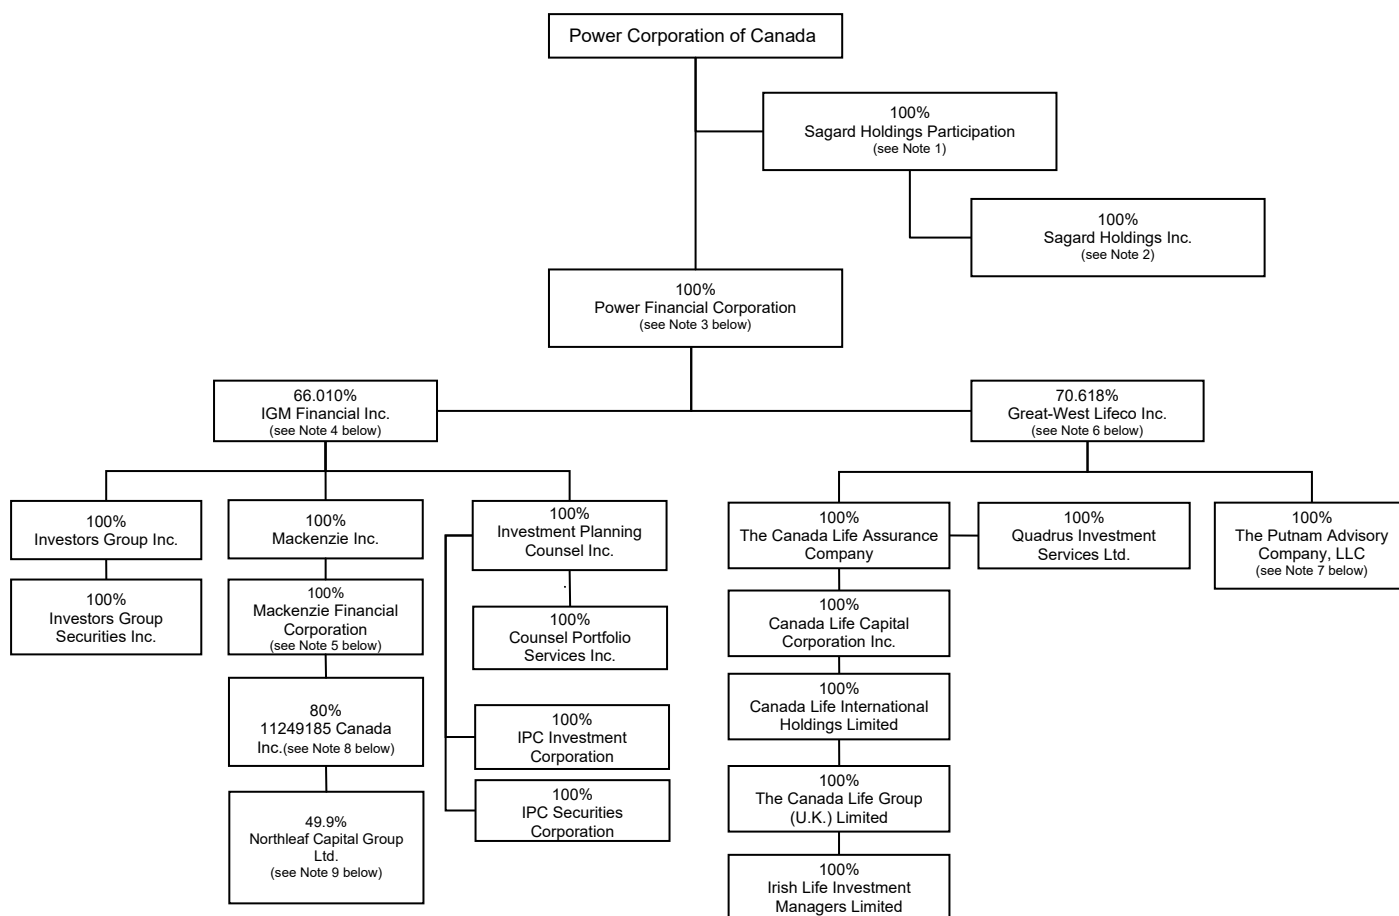 Power Corporation of Canada
100%
Sagard Holdings Participation
(see Note 1)
100%
Sagard Holdings Inc.
(see Note 2)
100%
Power Financial Corporation
(see Note 3 below)
66.010%
IGM Financial Inc.
(see Note 4 below)
70.618%
Great-West Lifeco Inc.
(see Note 6 below)
100%
Investors Group Inc.
100%
Investors Group
Securities Inc.
100%
Mackenzie Inc.
100%
Mackenzie Financial
Corporation
(see Note 5 below)
80%
11249185 Canada
Inc.(see Note 8 below)
49.9%
Northleaf Capital Group
Ltd.
(see Note 9 below)
100%
Investment Planning
Counsel Inc.
100%
Counsel Portfolio
Services Inc.
100%
IPC Investment
Corporation
100%
IPC Securities
Corporation
100%
The Canada Life Assurance
Company
100%
Quadrus Investment
Services Ltd.
100%
The Putnam Advisory
Company, LLC
(see Note 7 below)
100%
Canada Life Capital
Corporation Inc.
100%
Canada Life International
Holdings Limited
100%
The Canada Life Group
(U.K.) Limited
100%
Irish Life Investment
Managers Limited